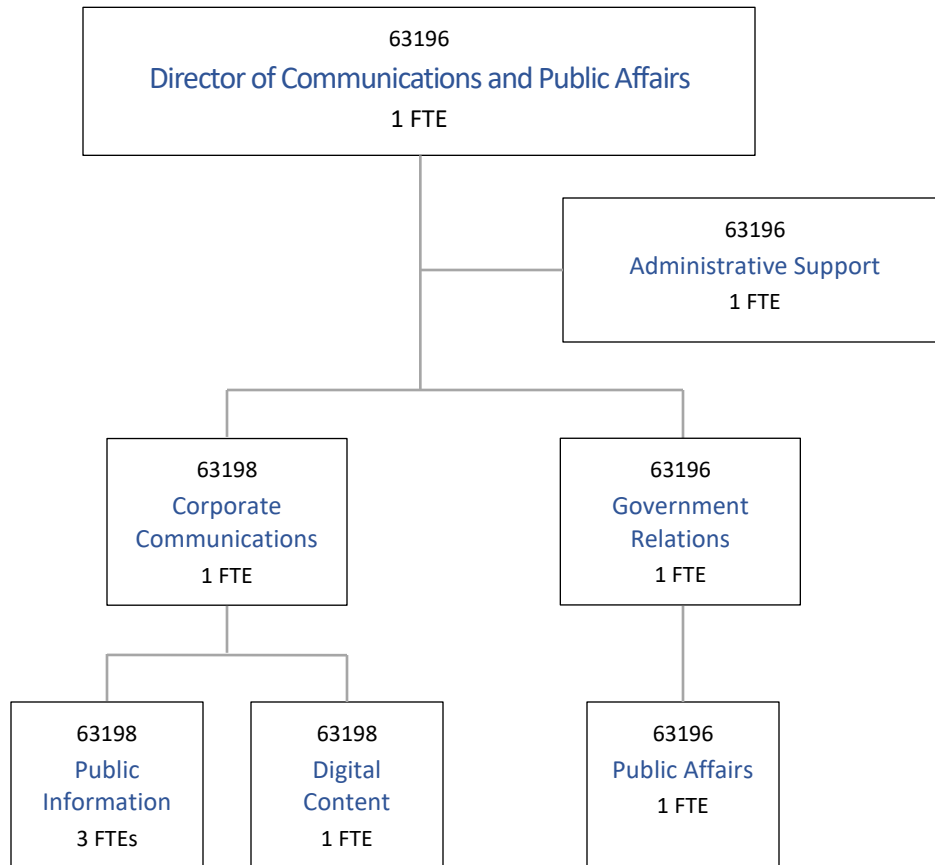 63196
Director of Communications and Public Affairs
1 FTE
63196
Administrative Support
1 FTE
63198
Corporate
Communications
1 FTE
63196
Government
Relations
1 FTE
63198
Public
Information
3 FTEs
63198
Digital
Content
1 FTE
63196
Public Affairs
1 FTE